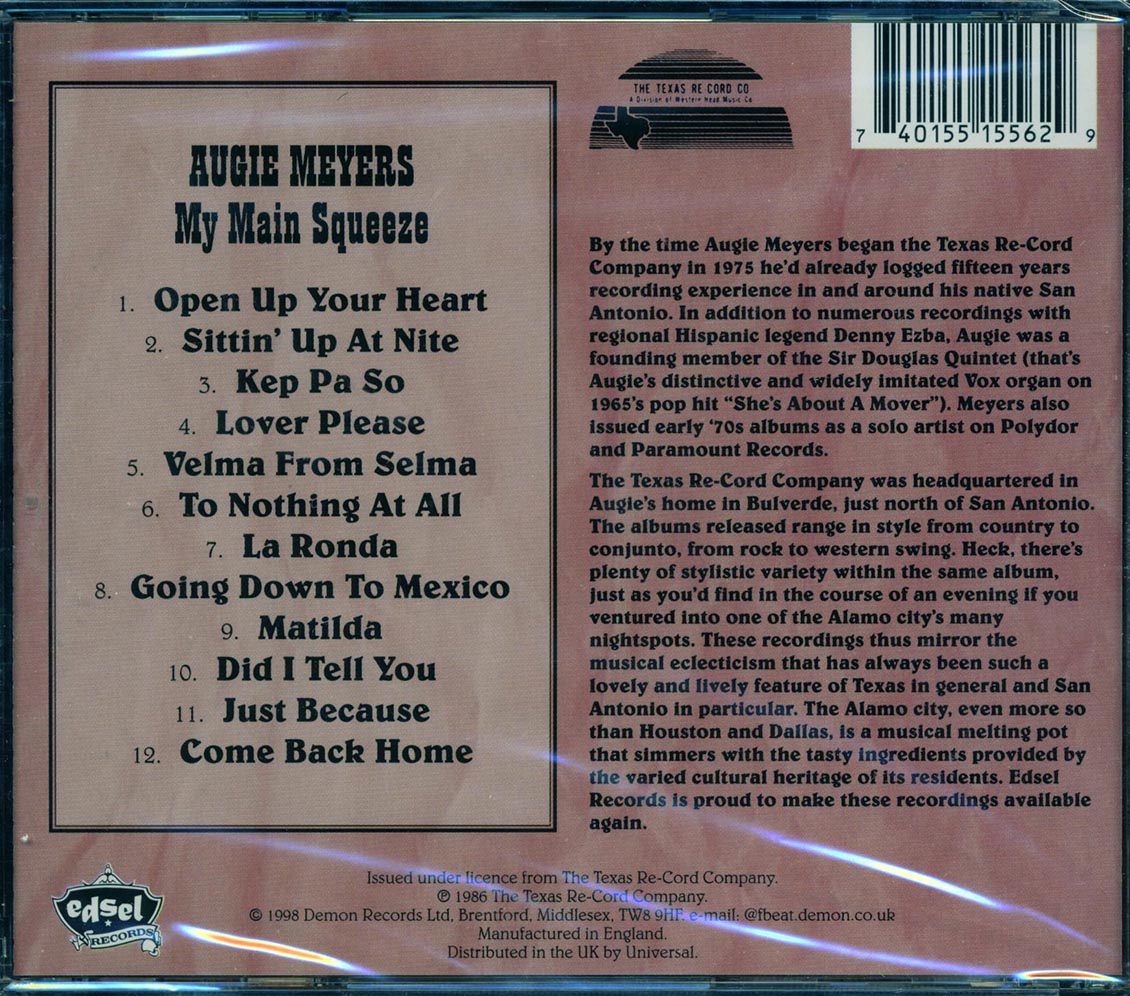 AUGIE MEYERS
My Main Squeeze
1. Open Up Your Heart
2. Sittin' Up At Nite
3. Kep Pa So
4. Lover Please
5. Velma From Selma
6. To Nothing At All
7. La Ronda
8. Going Down To Mexico
9. Matilda
10. Did I Tell You
11. Just Because
12. Come Back Home
THE TEXAS RE CORD CO
A Division of Western Head Music Co
7 40155 15562 9
By the time Augie Meyers began the Texas Re-Cord
Company in 1975 he'd already logged fifteen years
recording experience in and around his native San
Antonio. In addition to numerous recordings with
regional Hispanic legend Denny Ezba, Augie was a
founding member of the Sir Douglas Quintet (that's
Augie's distinctive and widely imitated Vox organ on
1965's pop hit "She's About A Mover"). Meyers also
issued early '70s albums as a solo artist on Polydor
and Paramount Records.
The Texas Re-Cord Company was headquartered in
Augie's home in Bulverde, just north of San Antonio.
The albums released range in style from country to
conjunto, from rock to western swing. Heck, there's
plenty of stylistic variety within the same album,
just as you'd find in the course of an evening if you
ventured into one of the Alamo city's many
nightspots. These recordings thus mirror the
musical eclecticism that has always been such a
lovely and lively feature of Texas in general and San
Antonio in particular. The Alamo city, even more so
than Houston and Dallas, is a musical melting pot
that simmers with the tasty ingredients provided by
the varied cultural heritage of its residents. Edsel
Records is proud to make these recordings available
again.
edsel
RECORDS
Issued under licence from The Texas Re-Cord Company.
℗ 1986 The Texas Re-Cord Company.
© 1998 Demon Records Ltd, Brentford, Middlesex, TW8 9HF. e-mail: @fbeat.demon.co.uk
Manufactured in England.
Distributed in the UK by Universal.